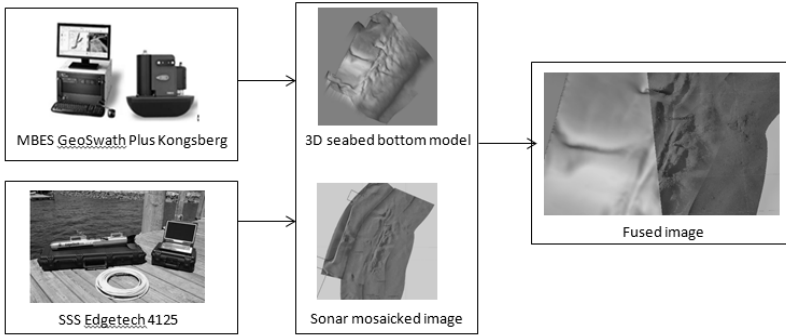 MBES GeoSwath Plus Kongsberg
3D seabed bottom model
Fused image
SSS Edgetech 4125
Sonar mosaicked image